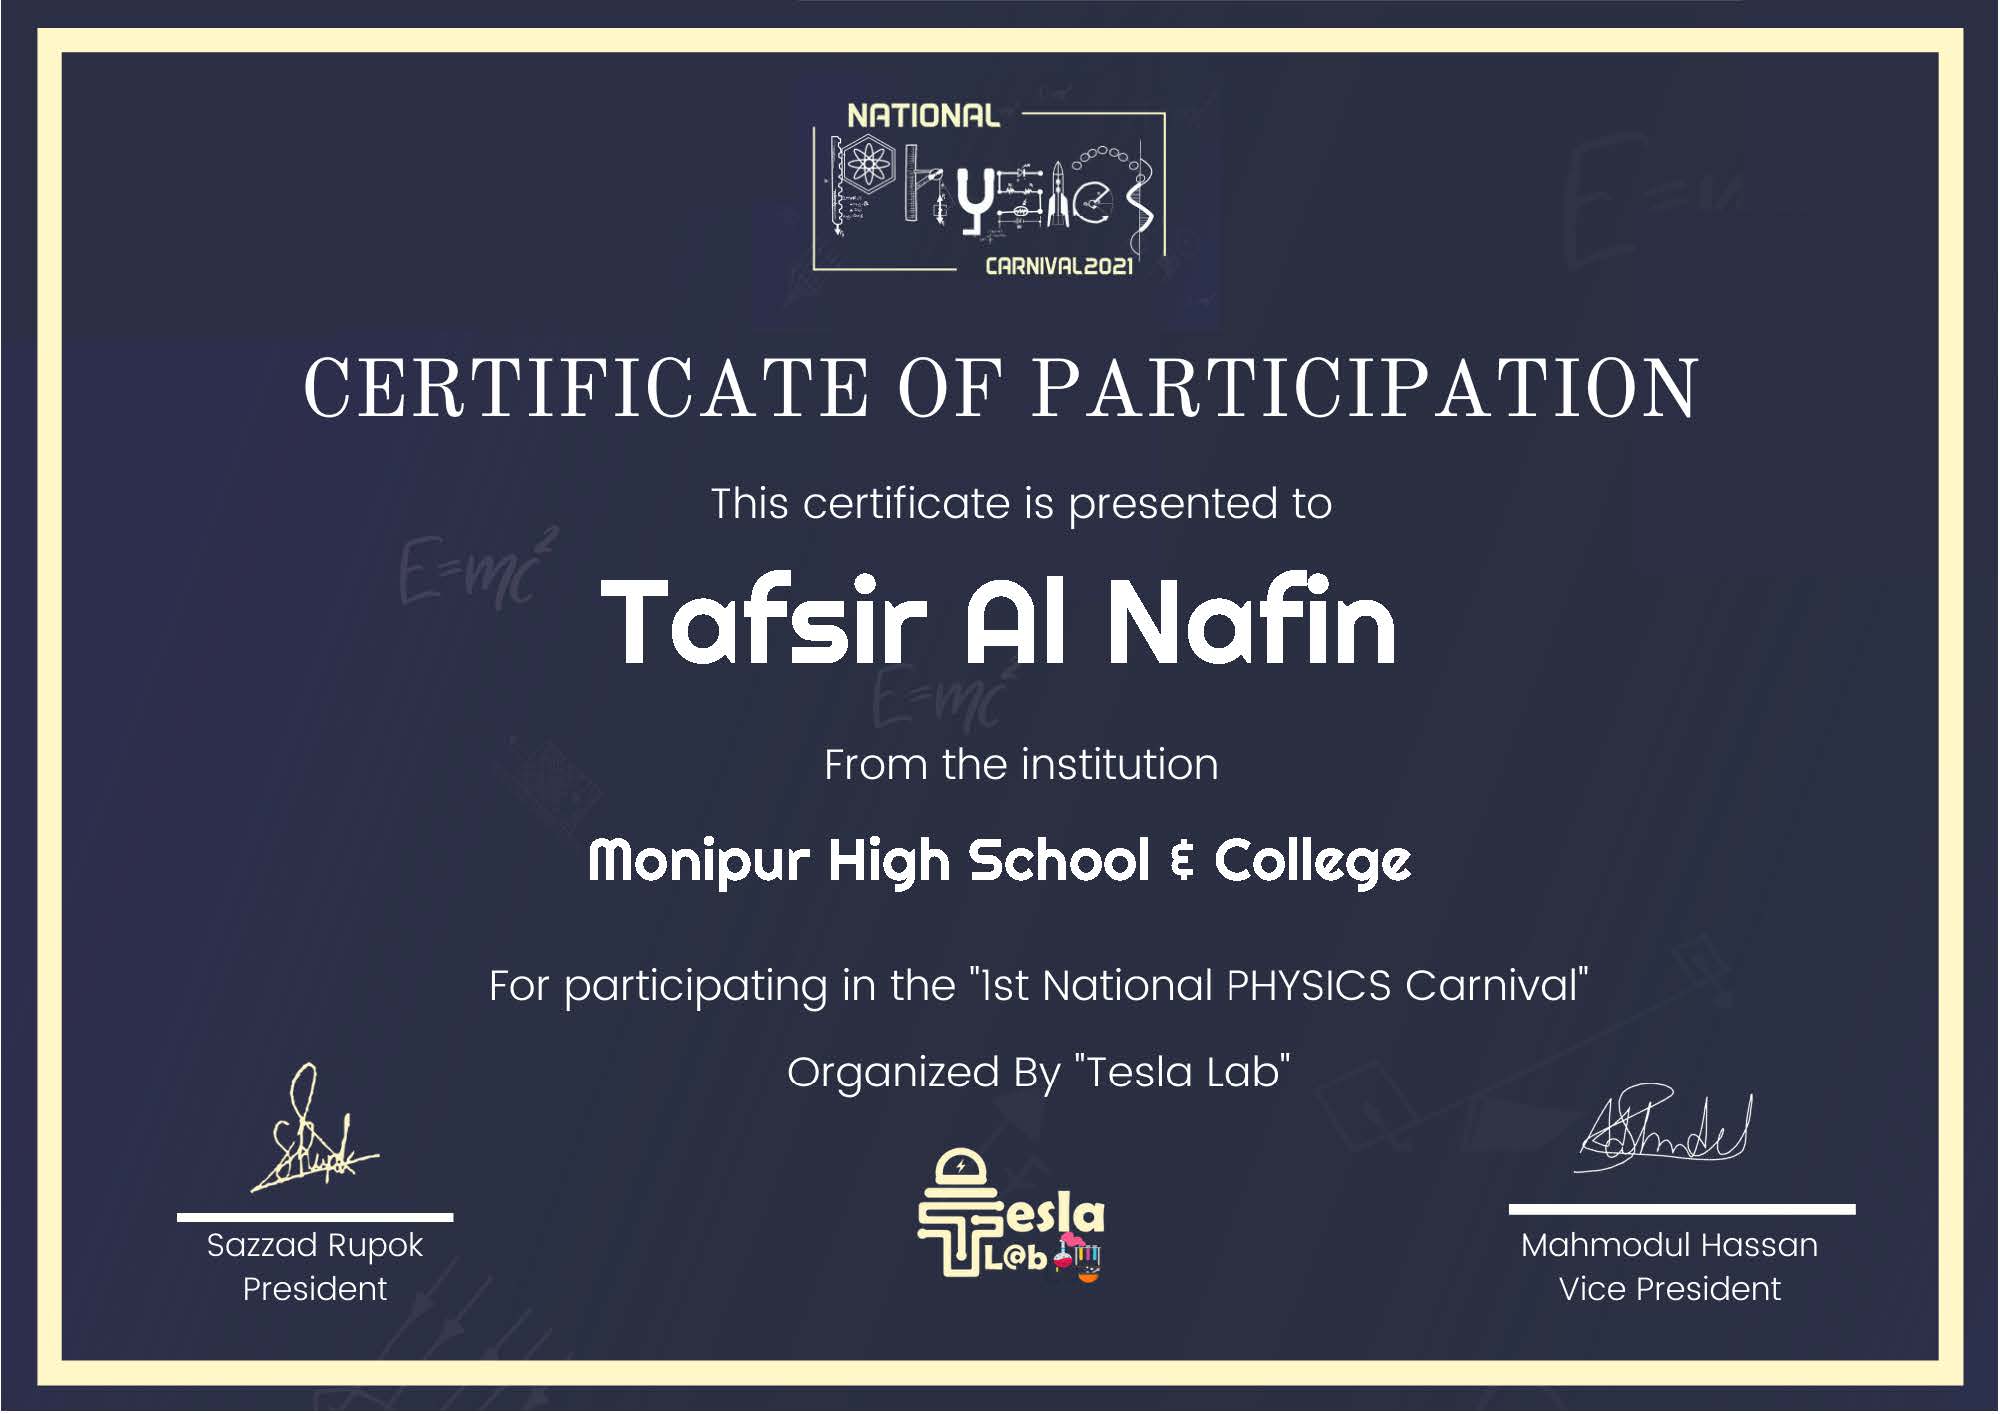 NATIONAL
Physics
CARNIVAL2021
CERTIFICATE OF PARTICIPATION
This certificate is presented to
E=mc²
Tafsir Al Nafin
E=mc²
From the institution
Monipur High School & College
For participating in the "1st National PHYSICS Carnival"
Organized By "Tesla Lab"
Tesla
L@b
Sazzad Rupok
President
Mahmodul Hassan
Vice President